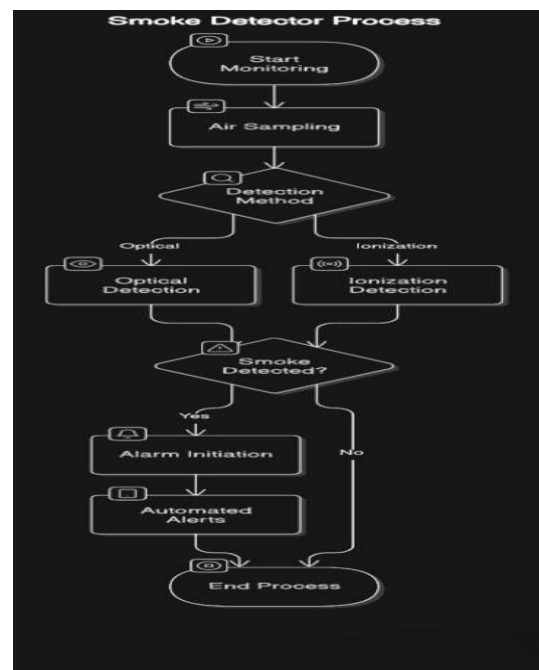 Smoke Detector Process
Start
Monitoring
Air Sampling
Detection
Method
Optical
Ionization
Optical
Detection
Ionization
Detection
Smoke
Detected?
Yes
No
Alarm Initiation
Automated
Alerts
End Process